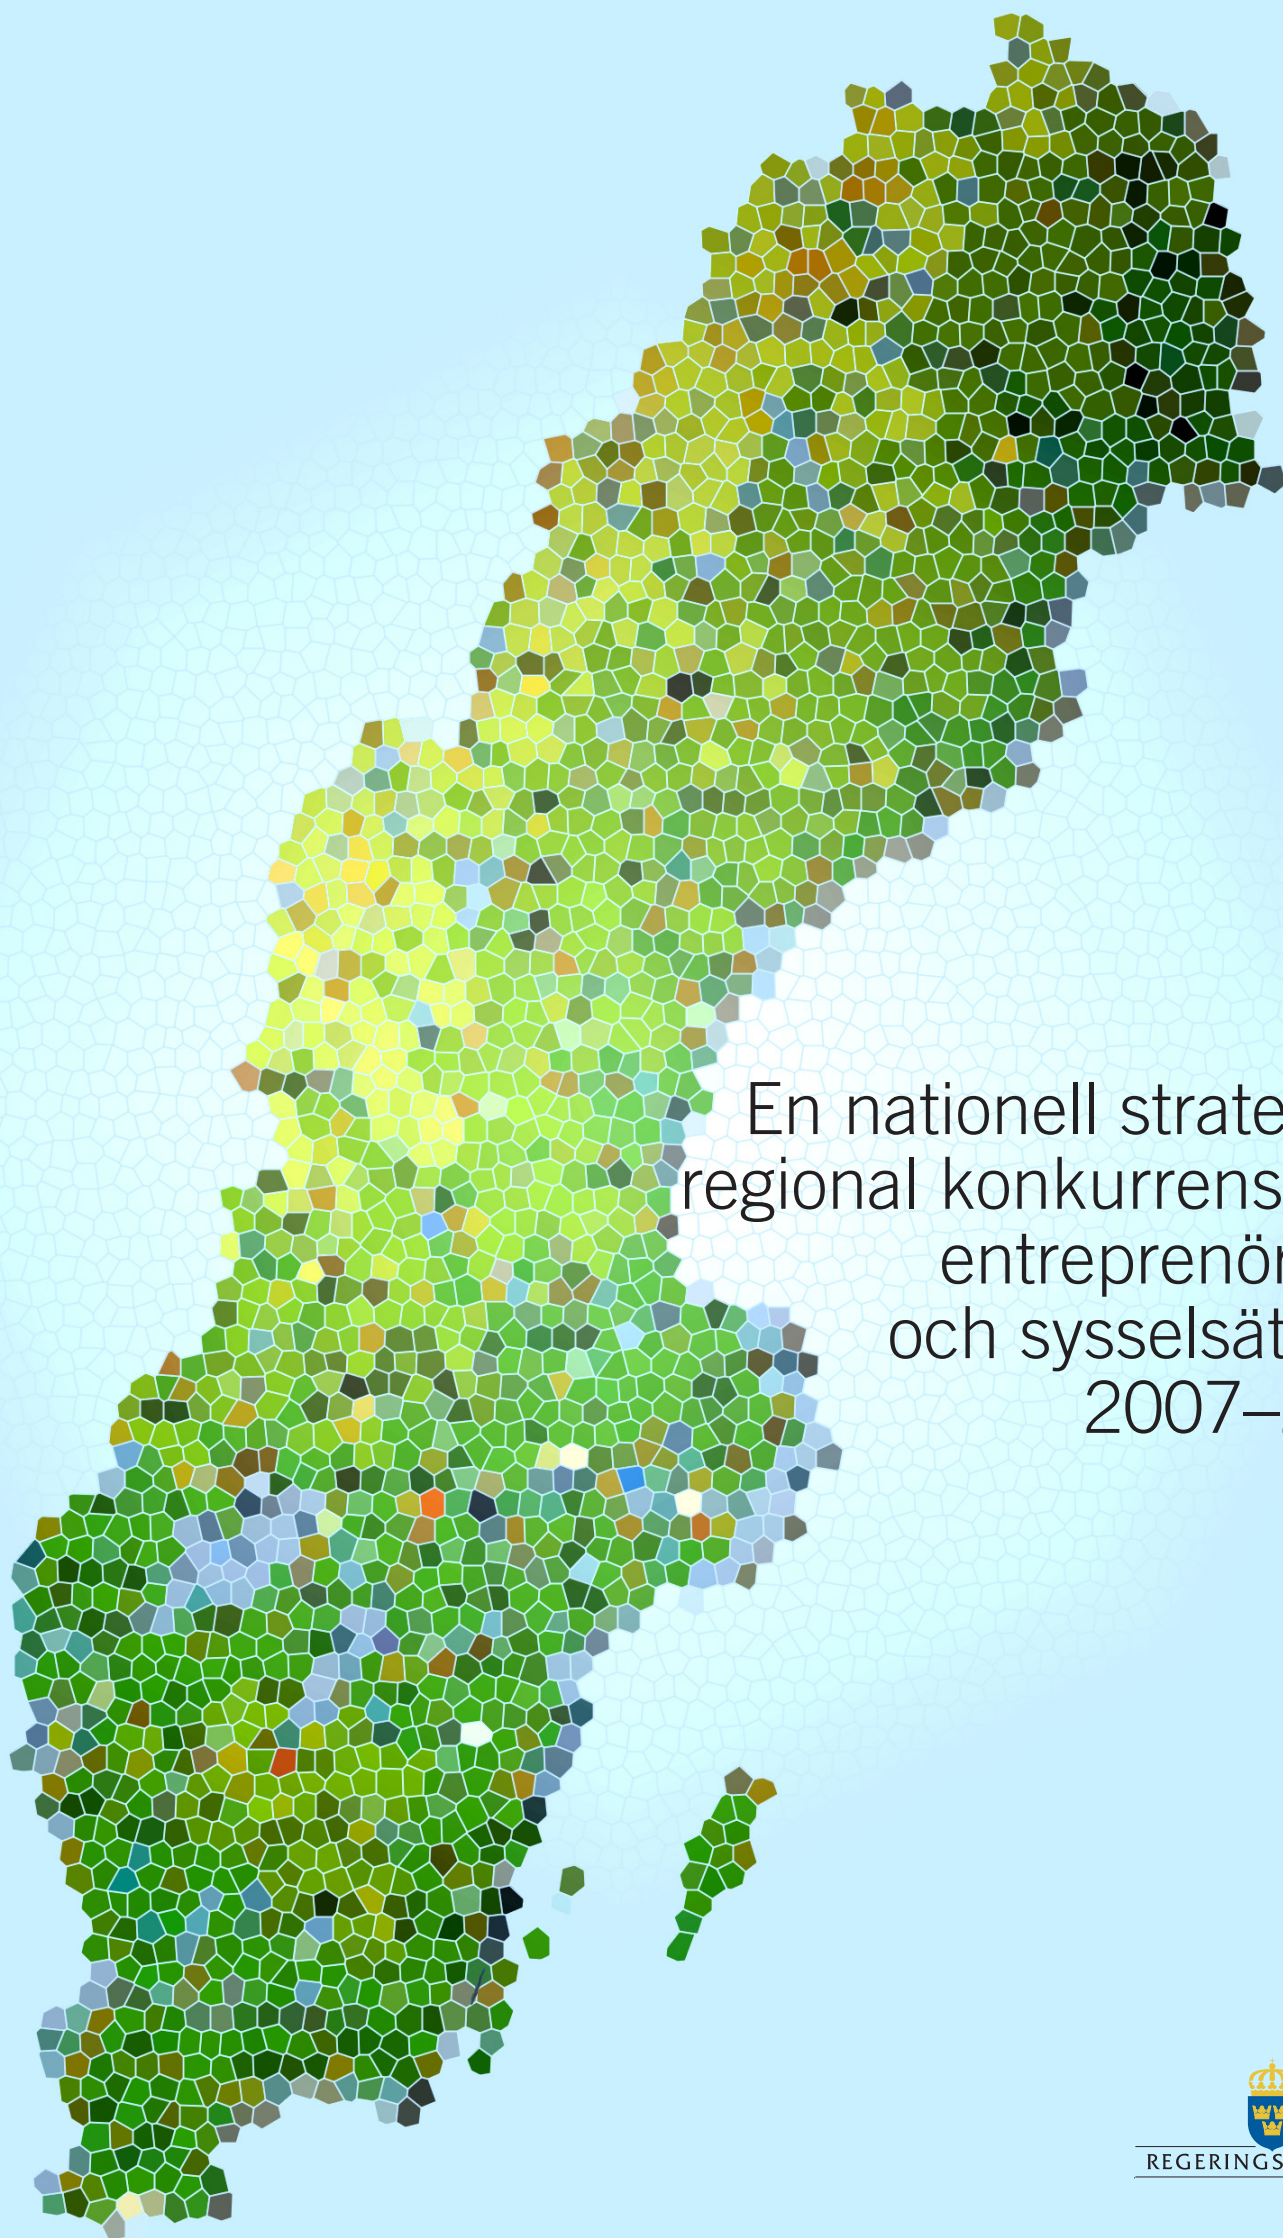 En nationell strate
regional konkurrens
entreprenör
och sysselsät
2007–
REGERINGS